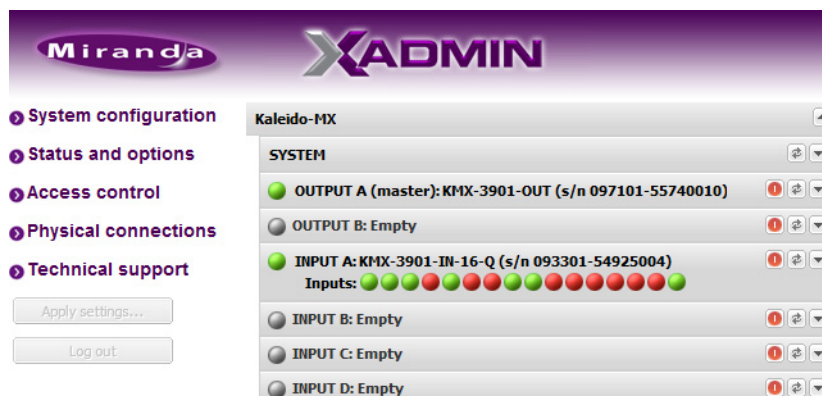 Miranda
XADMIN
System configuration
Status and options
Access control
Physical connections
Technical support
Apply settings...
Log out
Kaleido-MX
SYSTEM
OUTPUT A (master): KMX-3901-OUT (s/n 097101-55740010)
OUTPUT B: Empty
INPUT A: KMX-3901-IN-16-Q (s/n 093301-54925004)
Inputs:
INPUT B: Empty
INPUT C: Empty
INPUT D: Empty